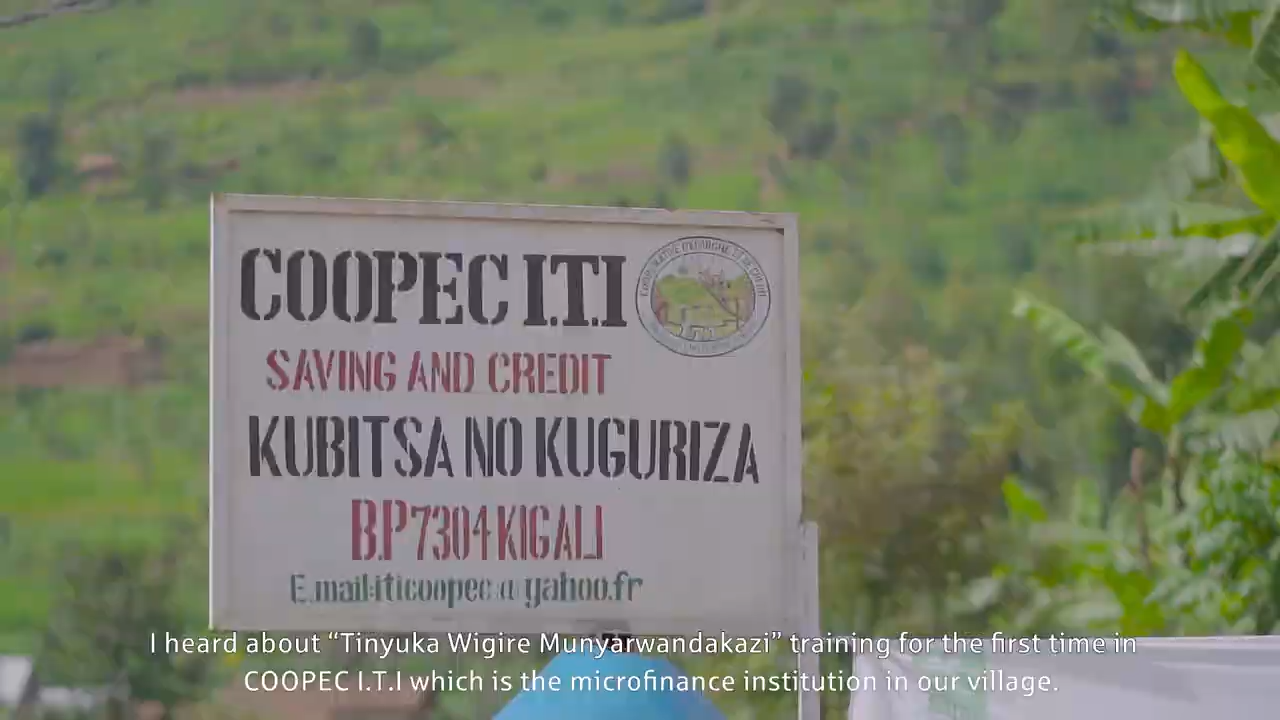 COOPEC I.T.I
SAVING AND CREDIT
KUBITSA NO KUGURIZA
B.P 7304 KIGALI
E.mail:iticoopec@yahoo.fr
I heard about “Tinyuka Wigire Munyarwandakazi” training for the first time in
COOPEC I.T.I which is the microfinance institution in our village.